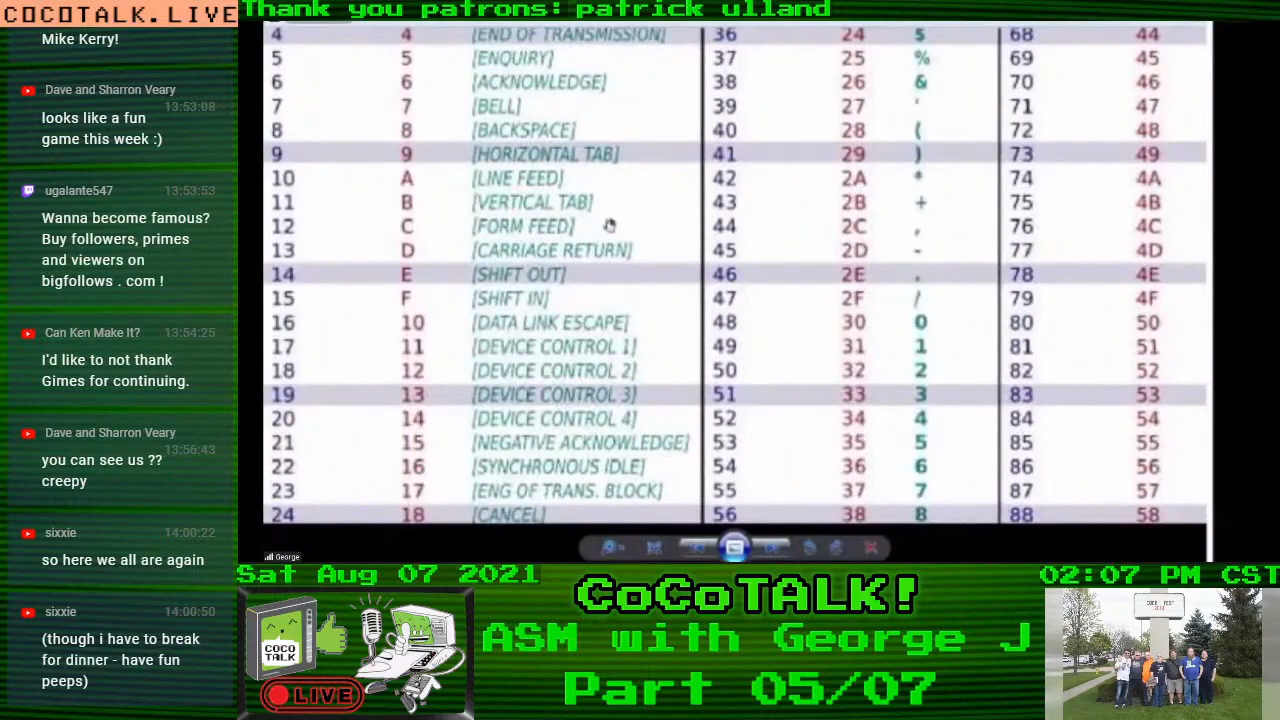 COCOTALK.LIVE
Thank you patrons: patrick ulland
Mike Kerry!
Dave and Sharron Veary
13:53:08
looks like a fun
game this week :)
ugalante547
13:53:53
Wanna become famous?
Buy followers, primes
and viewers on
bigfollows . com !
Can Ken Make It?
13:54:25
I'd like to not thank
Gimes for continuing.
Dave and Sharron Veary
13:56:43
you can see us ??
creepy
sixxie
14:00:22
so here we all are again
sixxie
14:00:50
(though i have to break
for dinner - have fun
peeps)
4 4 [END OF TRANSMISSION] 36 24 $ 68 44
5 5 [ENQUIRY] 37 25 % 69 45
6 6 [ACKNOWLEDGE] 38 26 & 70 46
7 7 [BELL] 39 27 ' 71 47
8 8 [BACKSPACE] 40 28 ( 72 48
9 9 [HORIZONTAL TAB] 41 29 ) 73 49
10 A [LINE FEED] 42 2A * 74 4A
11 B [VERTICAL TAB] 43 2B + 75 4B
12 C [FORM FEED] 44 2C , 76 4C
13 D [CARRIAGE RETURN] 45 2D - 77 4D
14 E [SHIFT OUT] 46 2E . 78 4E
15 F [SHIFT IN] 47 2F / 79 4F
16 10 [DATA LINK ESCAPE] 48 30 0 80 50
17 11 [DEVICE CONTROL 1] 49 31 1 81 51
18 12 [DEVICE CONTROL 2] 50 32 2 82 52
19 13 [DEVICE CONTROL 3] 51 33 3 83 53
20 14 [DEVICE CONTROL 4] 52 34 4 84 54
21 15 [NEGATIVE ACKNOWLEDGE] 53 35 5 85 55
22 16 [SYNCHRONOUS IDLE] 54 36 6 86 56
23 17 [ENG OF TRANS. BLOCK] 55 37 7 87 57
24 18 [CANCEL] 56 38 8 88 58
George
Sat Aug 07 2021
CoCoTALK!
02:07 PM CST
ASM with George J
Part 05/07
COCO
TALK
LIVE
COCO FEST